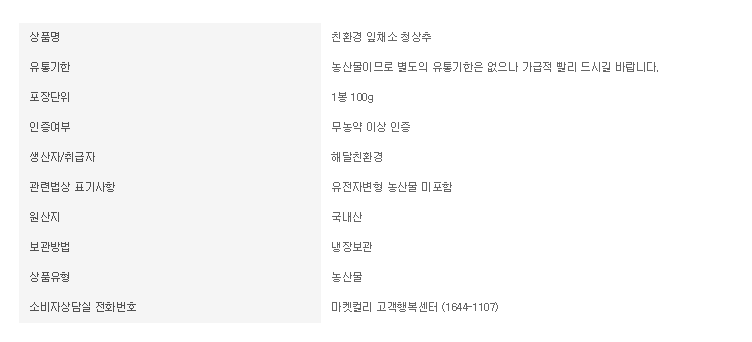 상품명 친환경 잎채소 청상추
유통기한 농산물이므로 별도의 유통기한은 없으나 가급적 빨리 드시길 바랍니다.
포장단위 1봉 100g
인증여부 무농약 이상 인증
생산자/취급자 해달친환경
관련법상 표기사항 유전자변형 농산물 미포함
원산지 국내산
보관방법 냉장보관
상품유형 농산물
소비자상담실 전화번호 마켓컬리 고객행복센터 (1644-1107)